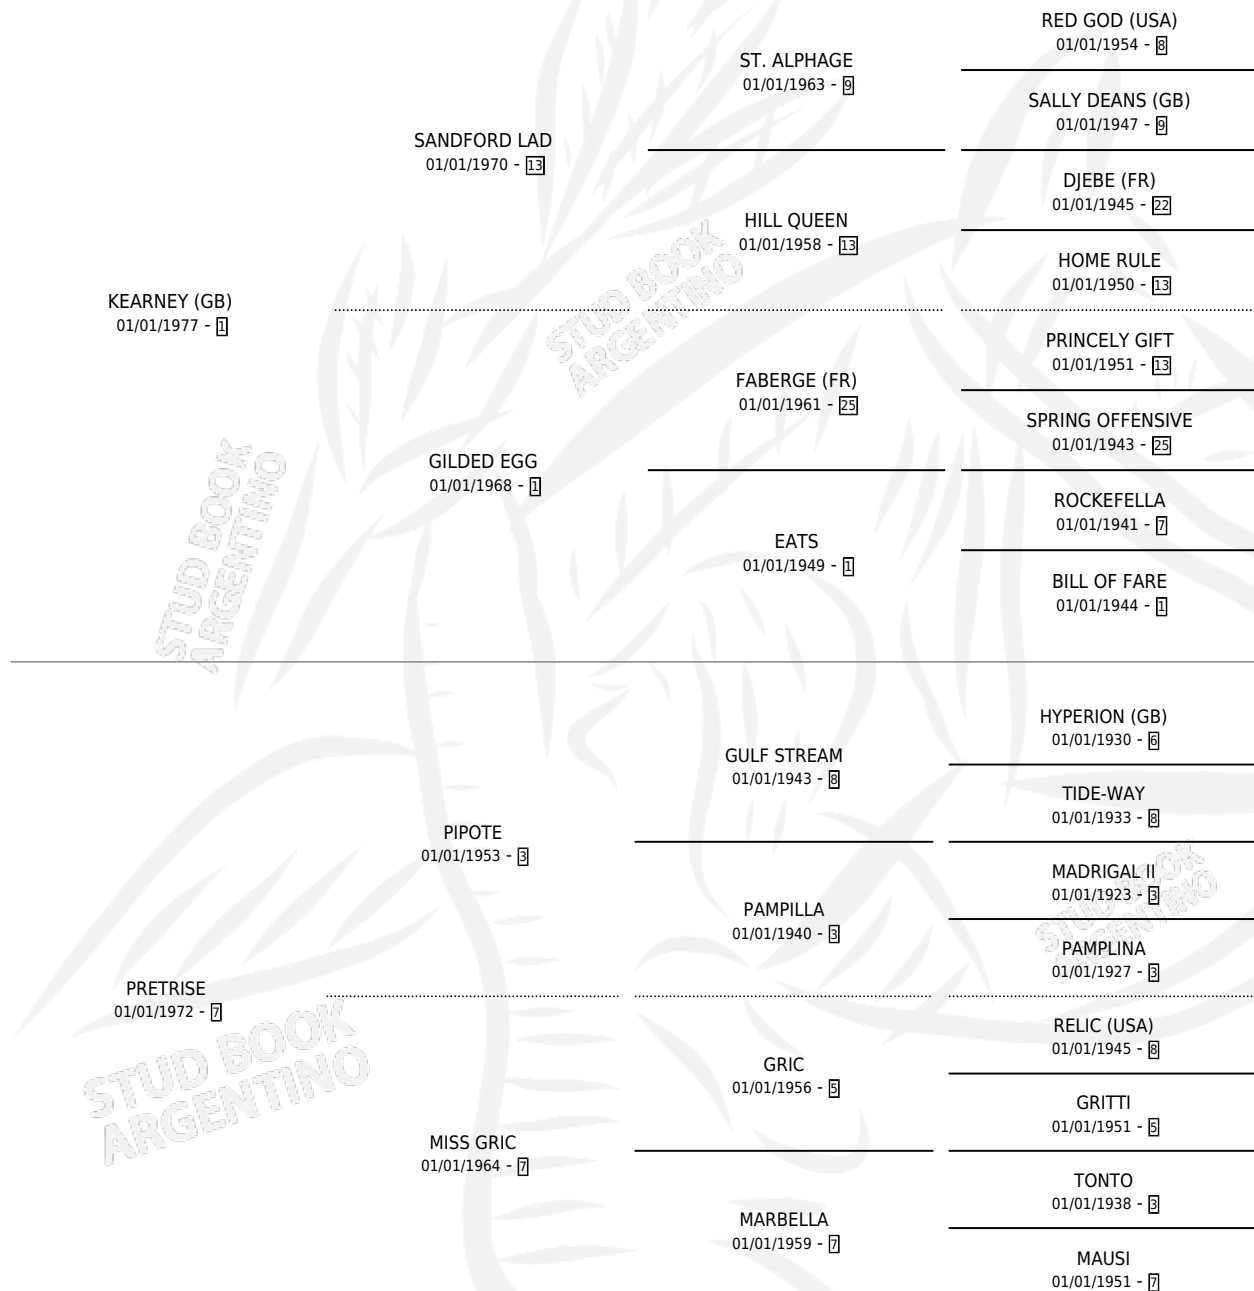 RED GOD (USA)
01/01/1954 - 8
ST. ALPHAGE
01/01/1963 - 9
SALLY DEANS (GB)
01/01/1947 - 9
SANDFORD LAD
01/01/1970 - 13
DJEBE (FR)
01/01/1945 - 22
HILL QUEEN
01/01/1958 - 13
HOME RULE
01/01/1950 - 13
KEARNEY (GB)
01/01/1977 - 1
PRINCELY GIFT
01/01/1951 - 13
FABERGE (FR)
01/01/1961 - 25
SPRING OFFENSIVE
01/01/1943 - 25
GILDED EGG
01/01/1968 - 1
ROCKEFELLA
01/01/1941 - 7
EATS
01/01/1949 - 1
BILL OF FARE
01/01/1944 - 1
HYPERION (GB)
01/01/1930 - 6
GULF STREAM
01/01/1943 - 8
TIDE-WAY
01/01/1933 - 8
PIPOTE
01/01/1953 - 3
MADRIGAL II
01/01/1923 - 3
PAMPILLA
01/01/1940 - 3
PAMPLINA
01/01/1927 - 3
PRETRISE
01/01/1972 - 7
RELIC (USA)
01/01/1945 - 8
GRIC
01/01/1956 - 5
GRITTI
01/01/1951 - 5
MISS GRIC
01/01/1964 - 7
TONTO
01/01/1938 - 3
MARBELLA
01/01/1959 - 7
MAUSI
01/01/1951 - 7
STUD BOOK
ARGENTINO
STUD BOOK
ARGENTINO
STUD BOOK
ARGENTINO
STUD BOOK
ARGENTINO